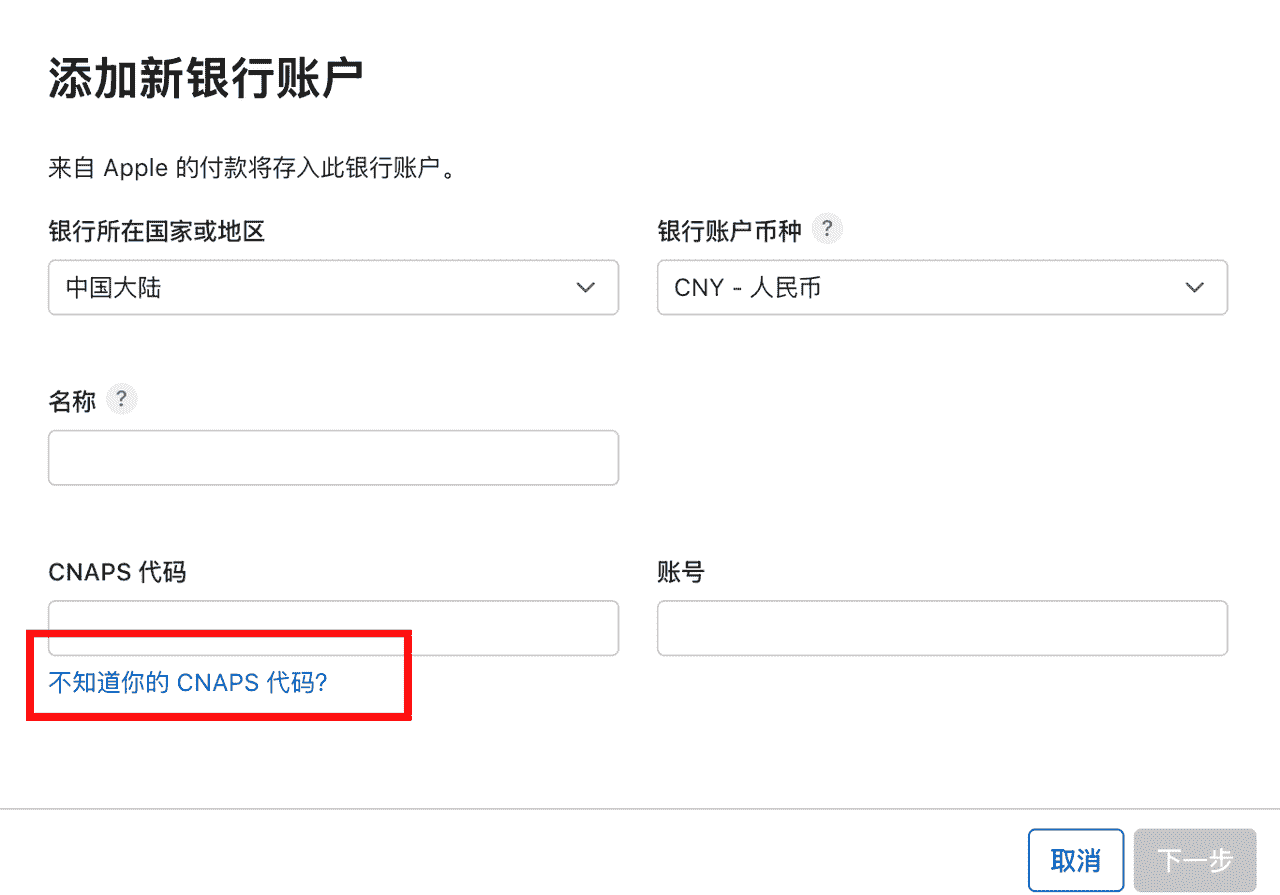 添加新银行账户
来自 Apple 的付款将存入此银行账户。
银行所在国家或地区
银行账户币种 ?
中国大陆
CNY - 人民币
名称 ?
CNAPS 代码
账号
不知道你的 CNAPS 代码?
取消
下一步